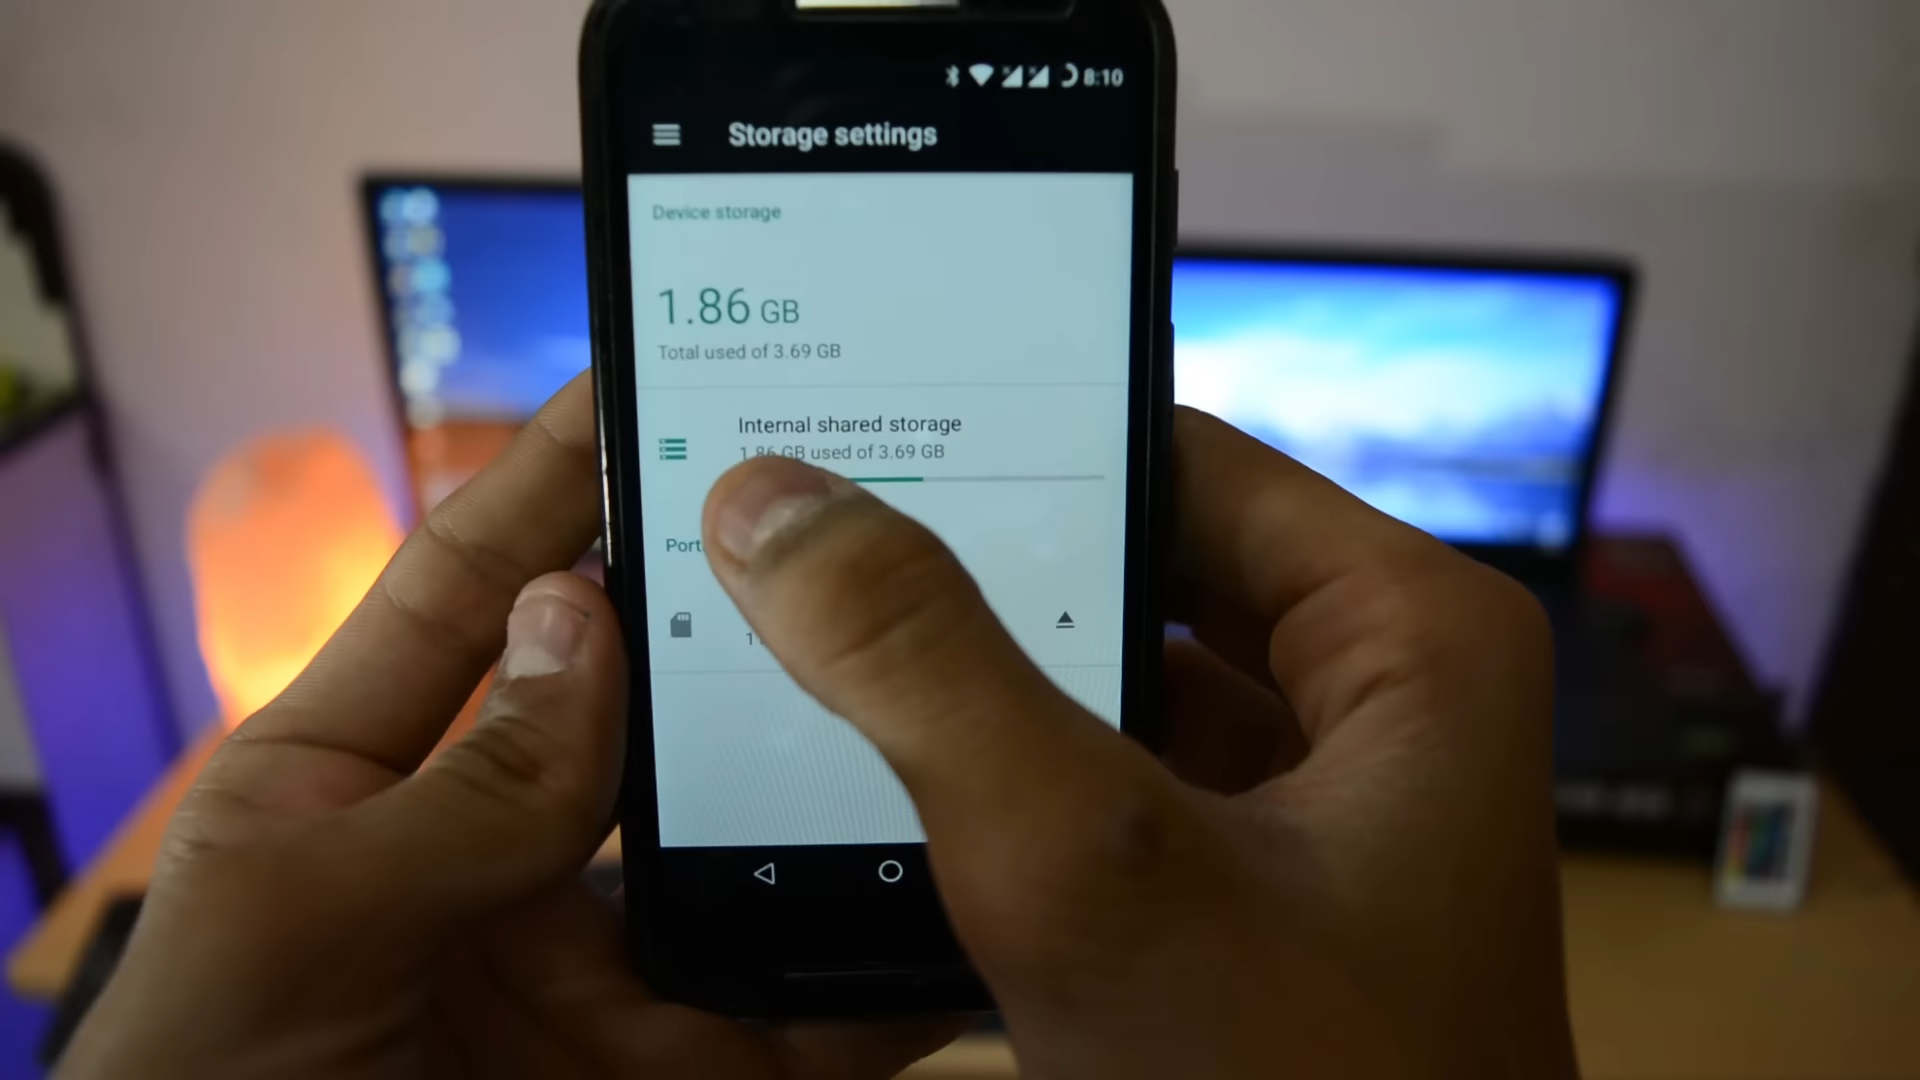 8:10
Storage settings
Device storage
1.86 GB
Total used of 3.69 GB
Internal shared storage
1.86 GB used of 3.69 GB